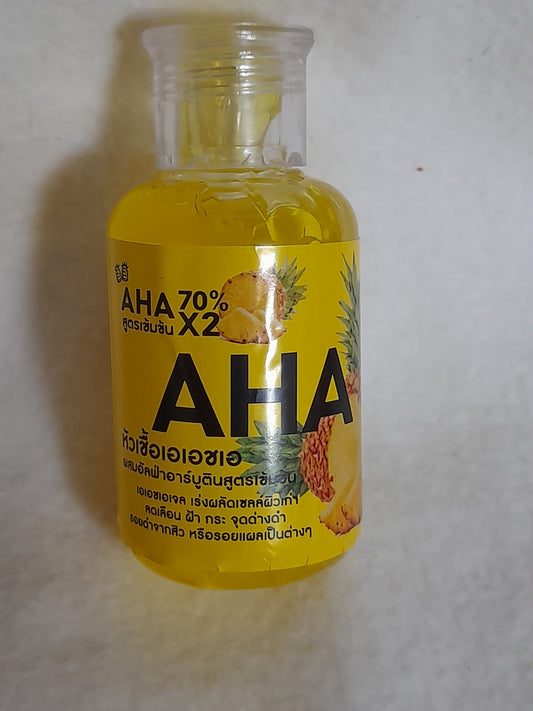 AHA 70%
สูตรเข้มข้น X2
AHA
หัวเชื้อเอเอชเอ
ผสมอัลฟ่าอาร์บูตินสูตรเข้มข้น
เอเอชเอเจล เร่งผลัดเซลล์ผิวเก่า
ลดเลือน ฝ้า กระ จุดด่างดำ
รอยดำจากสิว หรือรอยแผลเป็นต่างๆ